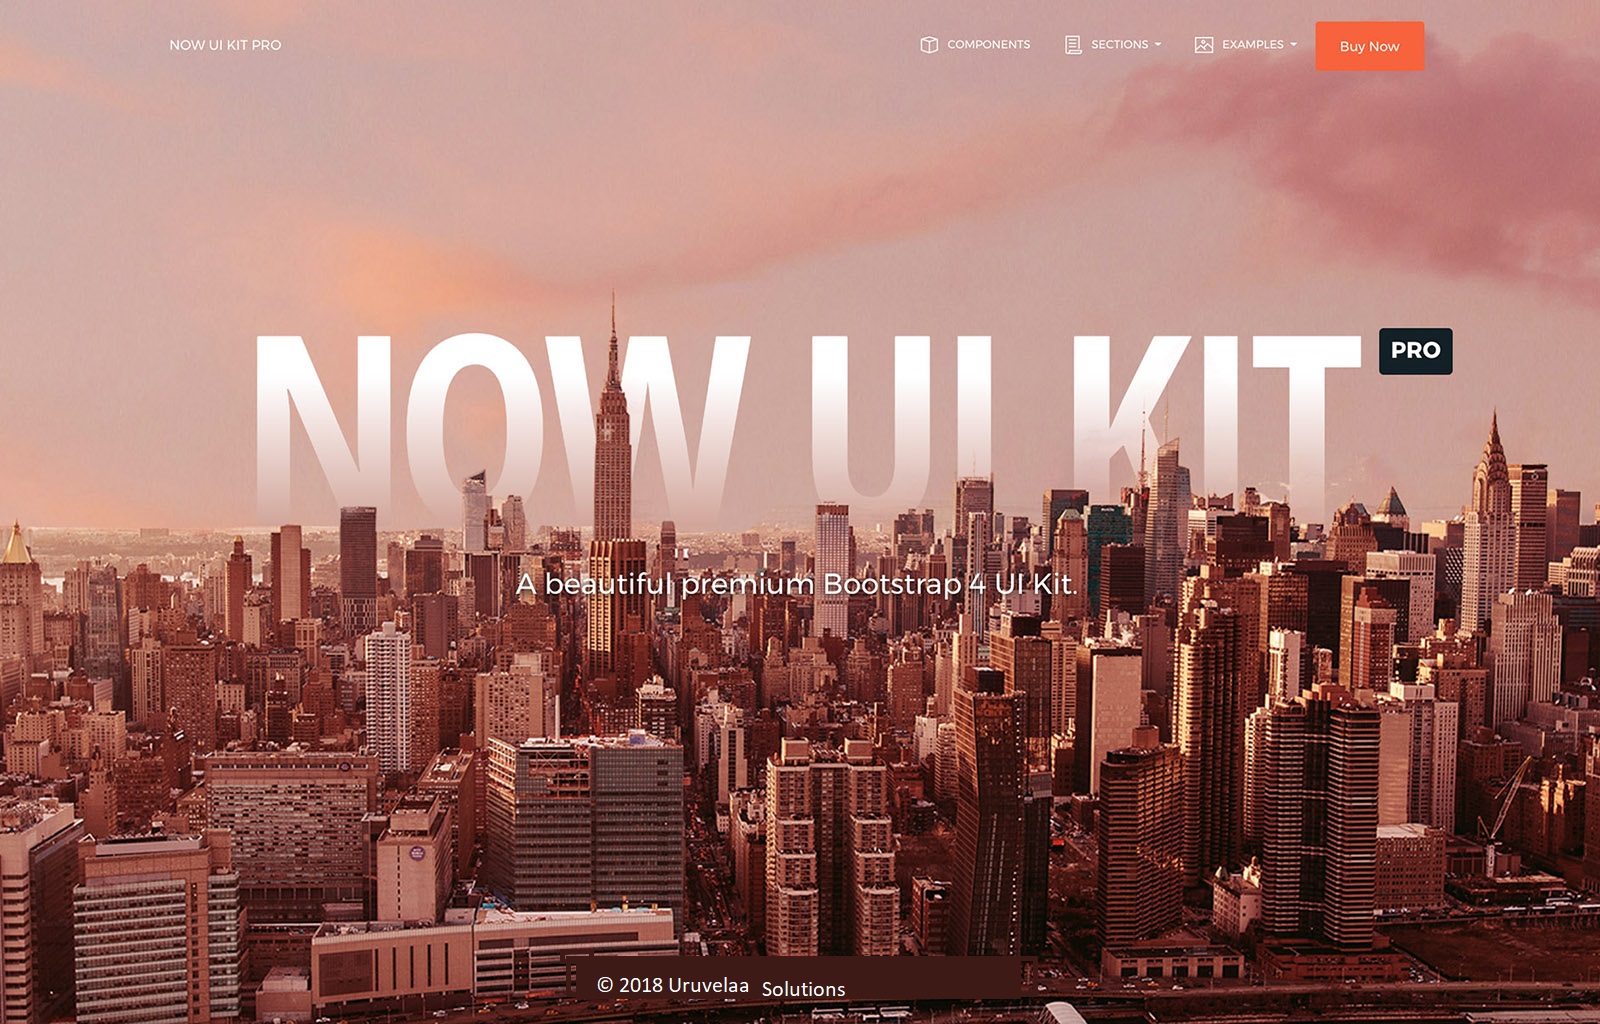 NOW UI KIT PRO
COMPONENTS
SECTIONS
EXAMPLES
Buy Now
NOW UI KIT
PRO
A beautiful premium Bootstrap 4 UI Kit.
© 2018 Uruvelaa Solutions